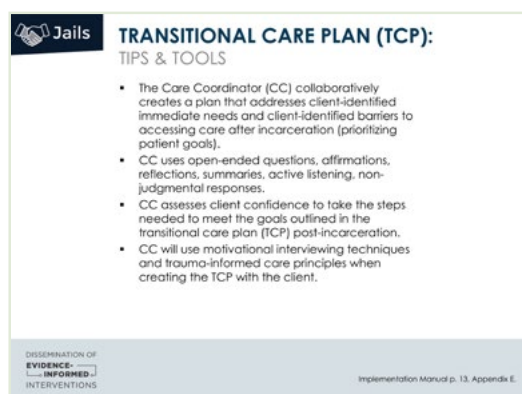 Jails
TRANSITIONAL CARE PLAN (TCP):
TIPS & TOOLS
▪ The Care Coordinator (CC) collaboratively
creates a plan that addresses client-identified
immediate needs and client-identified barriers to
accessing care after incarceration (prioritizing
patient goals).
▪ CC uses open-ended questions, affirmations,
reflections, summaries, active listening, non-
judgmental responses.
▪ CC assesses client confidence to take the steps
needed to meet the goals outlined in the
transitional care plan (TCP) post-incarceration.
▪ CC will use motivational interviewing techniques
and trauma-informed care principles when
creating the TCP with the client.
DISSEMINATION OF
EVIDENCE-
INFORMED
INTERVENTIONS
Implementation Manual p. 13, Appendix E.